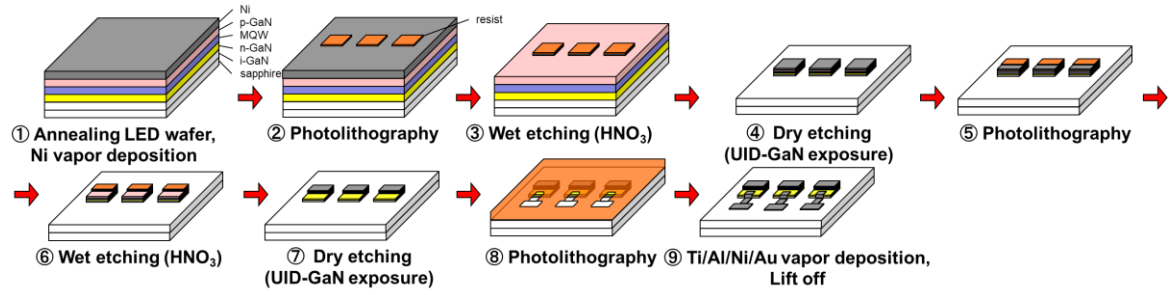 Ni
p-GaN
MQW
n-GaN
i-GaN
sapphire
resist
① Annealing LED wafer,
Ni vapor deposition
② Photolithography
③ Wet etching (HNO₃)
④ Dry etching
(UID-GaN exposure)
⑤ Photolithography
⑥ Wet etching (HNO₃)
⑦ Dry etching
(UID-GaN exposure)
⑧ Photolithography
⑨ Ti/Al/Ni/Au vapor deposition,
Lift off